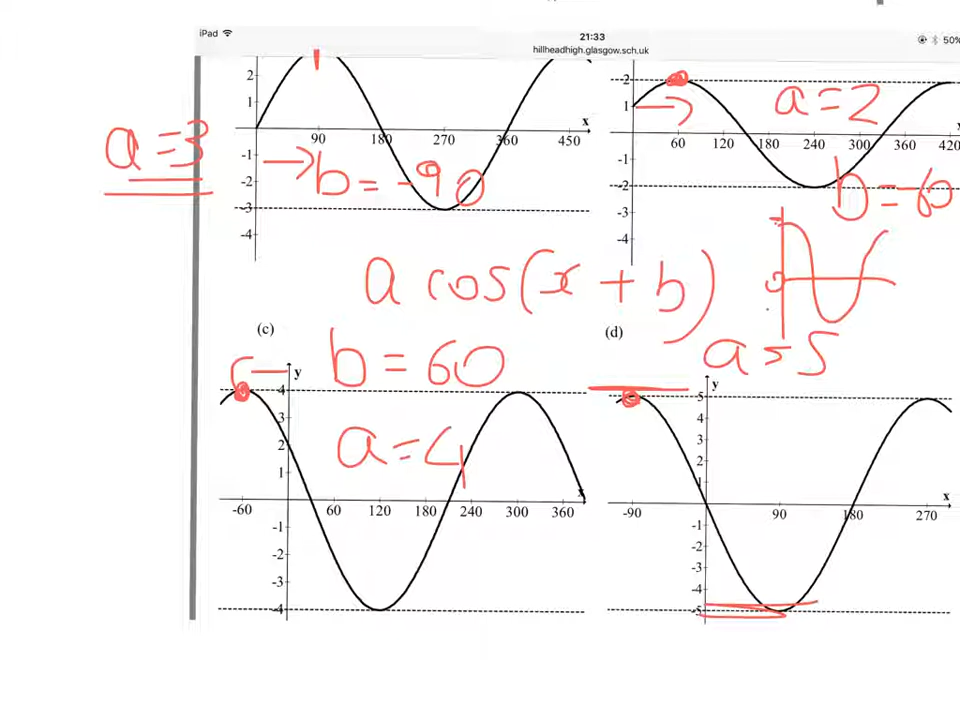 iPad 21:33 50%
hillheadhigh.glasgow.sch.uk
2
1
-1
-2
-3
-4
90 180 270 360 450 x
a = 3
b = -90
2
1
-1
-2
-3
-4
60 120 180 240 300 360 420 x
a = 2
b = -60
a cos(x + b)
(c)
b = 60
a = 4
y
4
3
2
-1
-2
-3
-4
-60 60 120 180 240 300 360 x
(d)
a = 5
y
5
4
3
2
1
-1
-2
-3
-4
-5
-90 90 180 270 x